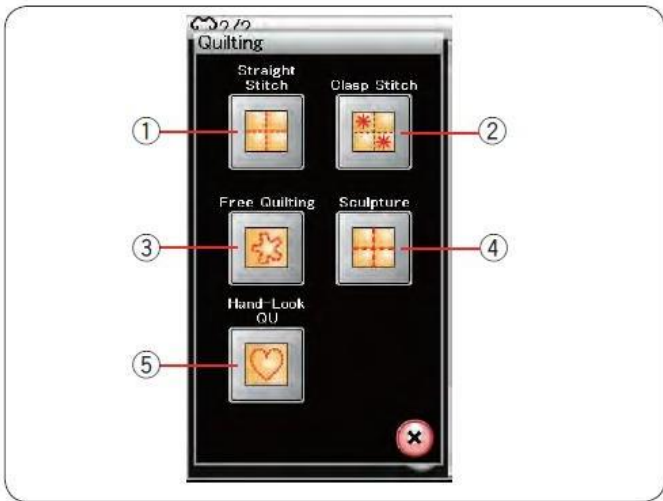 2/2
Quilting
Straight
Stitch
Clasp Stitch
① ②
Free Quilting Sculpture
③ ④
Hand-Look
QU
⑤